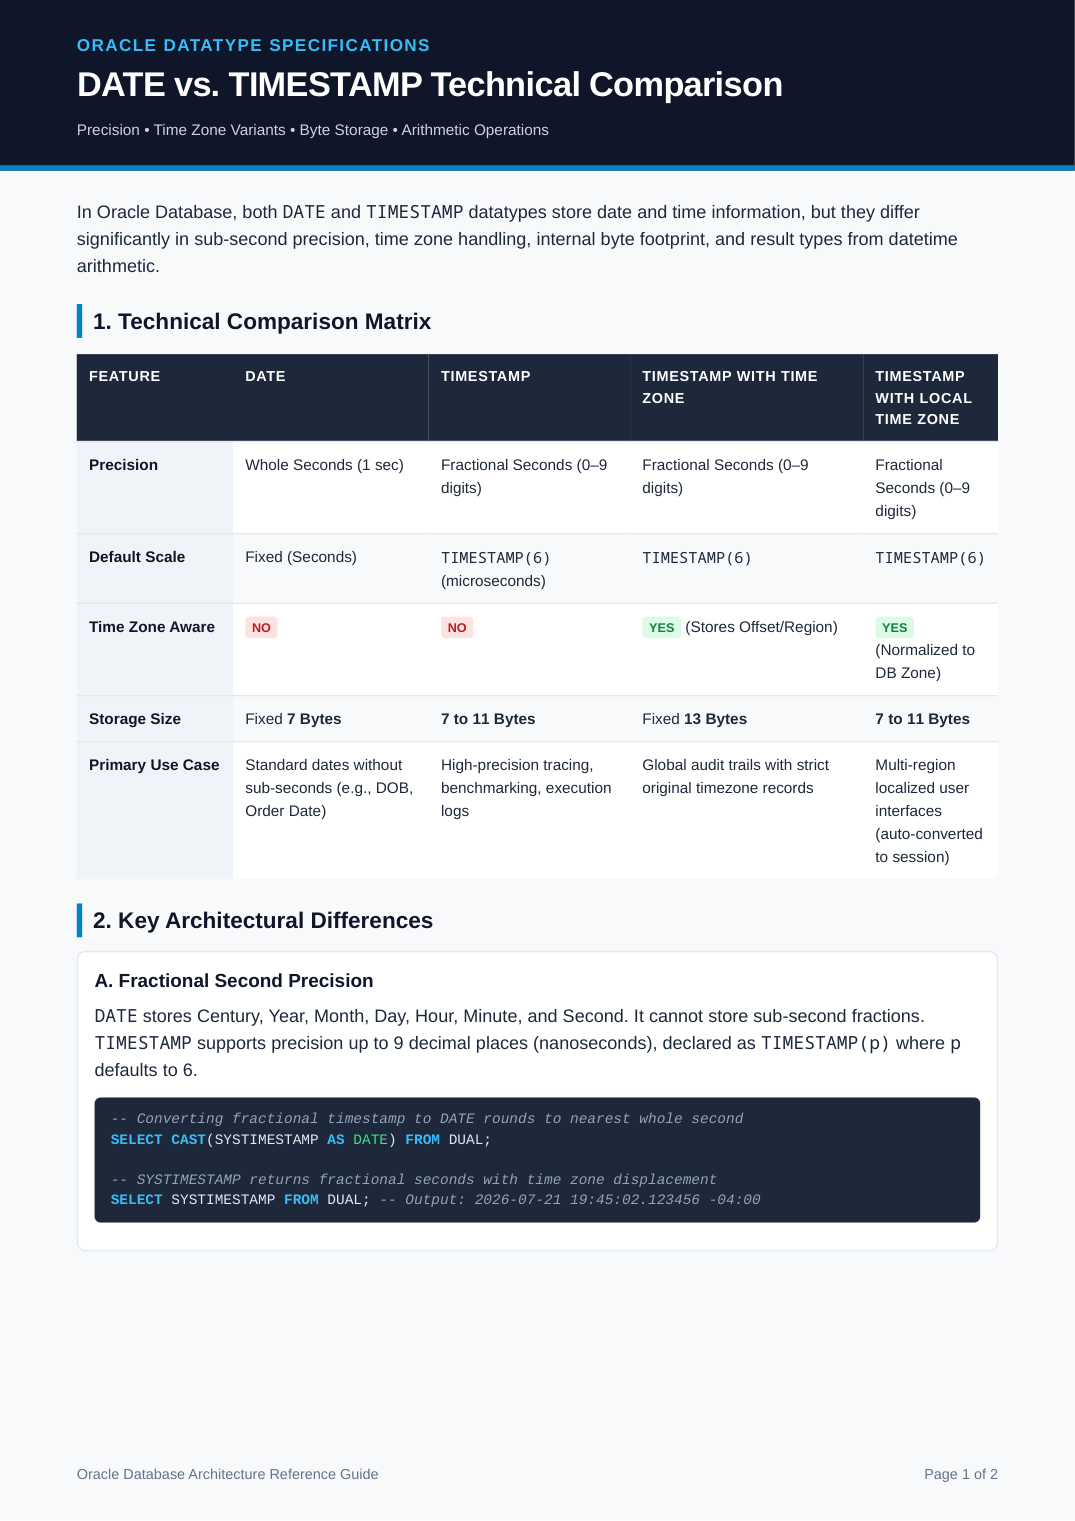 ORACLE DATATYPE SPECIFICATIONS
DATE vs. TIMESTAMP Technical Comparison
Precision • Time Zone Variants • Byte Storage • Arithmetic Operations
In Oracle Database, both DATE and TIMESTAMP datatypes store date and time information, but they differ
significantly in sub-second precision, time zone handling, internal byte footprint, and result types from datetime
arithmetic.
1. Technical Comparison Matrix
FEATURE
DATE
TIMESTAMP
TIMESTAMP WITH TIME
ZONE
TIMESTAMP
WITH LOCAL
TIME ZONE
Precision
Whole Seconds (1 sec)
Fractional Seconds (0–9
digits)
Fractional Seconds (0–9
digits)
Fractional
Seconds (0–9
digits)
Default Scale
Fixed (Seconds)
TIMESTAMP(6)
(microseconds)
TIMESTAMP(6)
TIMESTAMP(6)
Time Zone Aware
NO
NO
YES (Stores Offset/Region)
YES
(Normalized to
DB Zone)
Storage Size
Fixed 7 Bytes
7 to 11 Bytes
Fixed 13 Bytes
7 to 11 Bytes
Primary Use Case
Standard dates without
sub-seconds (e.g., DOB,
Order Date)
High-precision tracing,
benchmarking, execution
logs
Global audit trails with strict
original timezone records
Multi-region
localized user
interfaces
(auto-converted
to session)
2. Key Architectural Differences
A. Fractional Second Precision
DATE stores Century, Year, Month, Day, Hour, Minute, and Second. It cannot store sub-second fractions.
TIMESTAMP supports precision up to 9 decimal places (nanoseconds), declared as TIMESTAMP(p) where p
defaults to 6.
-- Converting fractional timestamp to DATE rounds to nearest whole second
SELECT CAST(SYSTIMESTAMP AS DATE) FROM DUAL;
-- SYSTIMESTAMP returns fractional seconds with time zone displacement
SELECT SYSTIMESTAMP FROM DUAL; -- Output: 2026-07-21 19:45:02.123456 -04:00
Oracle Database Architecture Reference Guide
Page 1 of 2